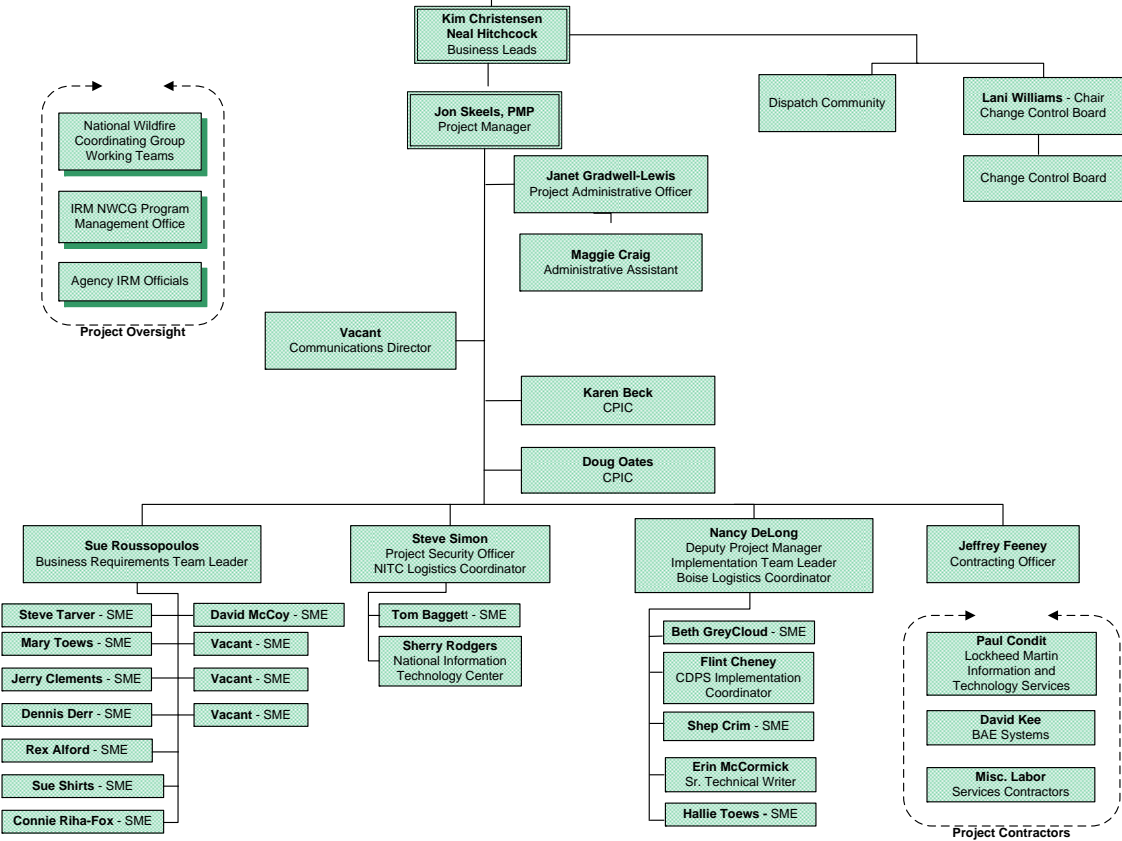 Kim Christensen
Neal Hitchcock
Business Leads
Dispatch Community
Lani Williams - Chair
Change Control Board
Change Control Board
National Wildfire
Coordinating Group
Working Teams
IRM NWCG Program
Management Office
Agency IRM Officials
Project Oversight
Jon Skeels, PMP
Project Manager
Janet Gradwell-Lewis
Project Administrative Officer
Maggie Craig
Administrative Assistant
Vacant
Communications Director
Karen Beck
CPIC
Doug Oates
CPIC
Sue Roussopoulos
Business Requirements Team Leader
Steve Tarver - SME
David McCoy - SME
Mary Toews - SME
Vacant - SME
Jerry Clements - SME
Vacant - SME
Dennis Derr - SME
Vacant - SME
Rex Alford - SME
Sue Shirts - SME
Connie Riha-Fox - SME
Steve Simon
Project Security Officer
NITC Logistics Coordinator
Tom Baggett - SME
Sherry Rodgers
National Information
Technology Center
Nancy DeLong
Deputy Project Manager
Implementation Team Leader
Boise Logistics Coordinator
Beth GreyCloud - SME
Flint Cheney
CDPS Implementation
Coordinator
Shep Crim - SME
Erin McCormick
Sr. Technical Writer
Hallie Toews - SME
Jeffrey Feeney
Contracting Officer
Paul Condit
Lockheed Martin
Information and
Technology Services
David Kee
BAE Systems
Misc. Labor
Services Contractors
Project Contractors